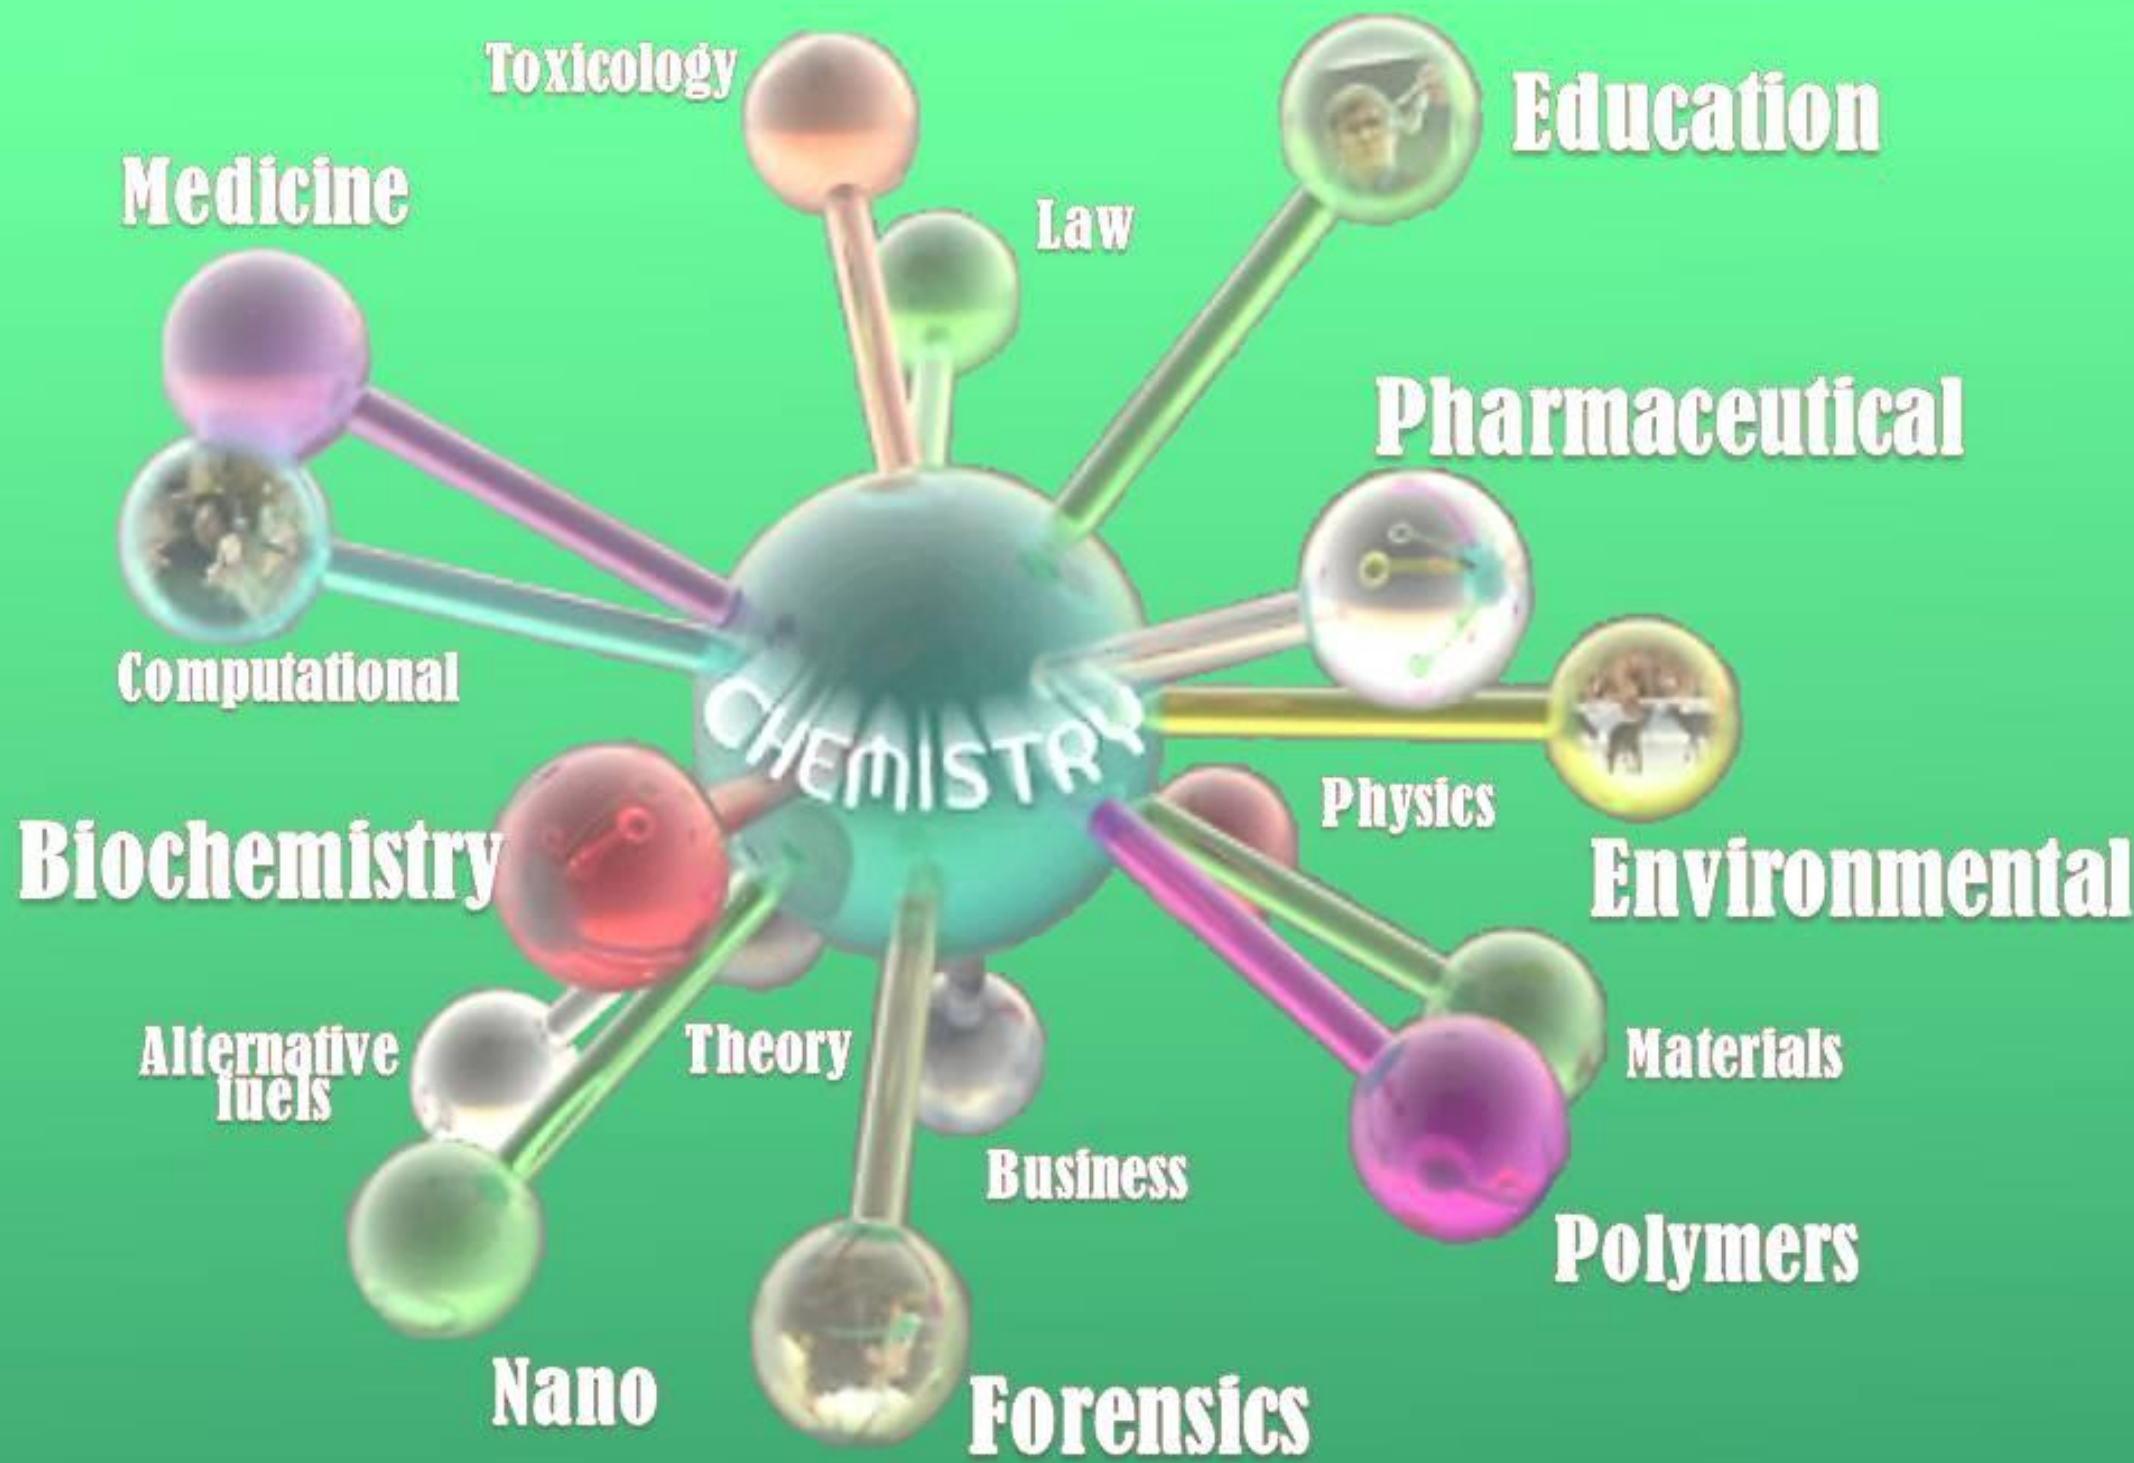 Toxicology
Education
Medicine
Law
Pharmaceutical
Computational
CHEMISTRY
Physics
Biochemistry
Environmental
Alternative
fuels
Theory
Materials
Business
Polymers
Nano
Forensics